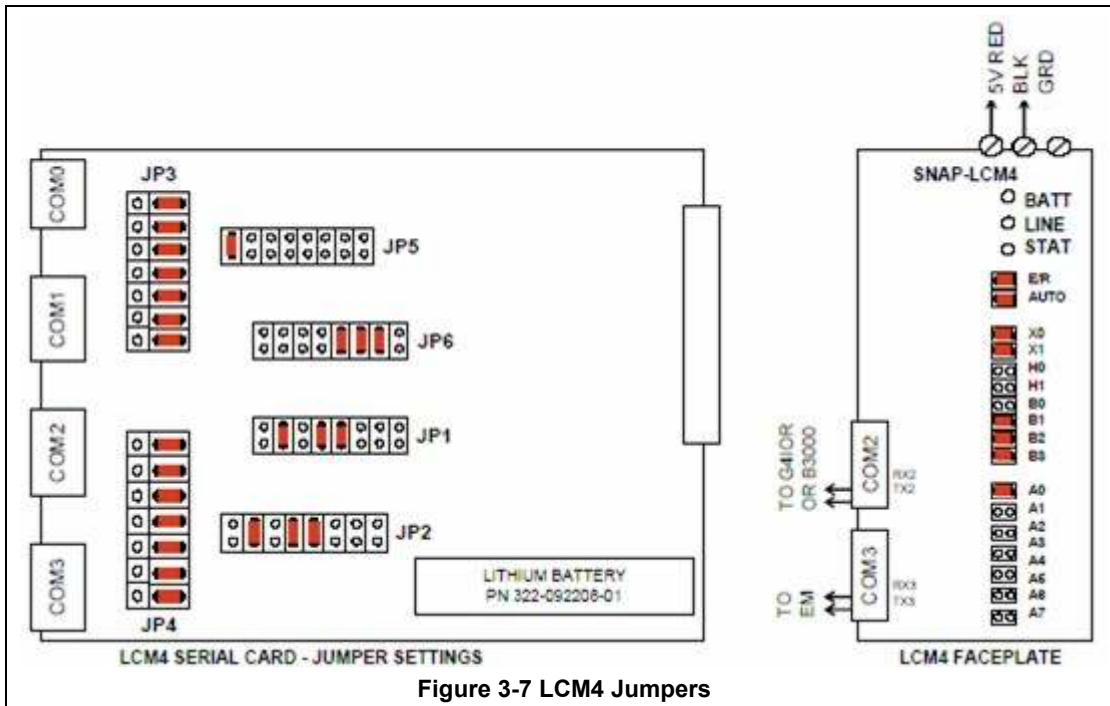 5V RED
BLK
GRD
COM0
COM1
COM2
COM3
JP3
JP5
JP6
JP1
JP2
JP4
LITHIUM BATTERY
PN 322-092208-01
LCM4 SERIAL CARD - JUMPER SETTINGS
SNAP-LCM4
BATT
LINE
STAT
E/R
AUTO
X0
X1
H0
H1
B0
B1
B2
B3
A0
A1
A2
A3
A4
A5
A6
A7
TO G4IOR
OR B3000
COM2
RX2
TX2
TO
EM
COM3
RX3
TX3
LCM4 FACEPLATE
Figure 3-7 LCM4 Jumpers